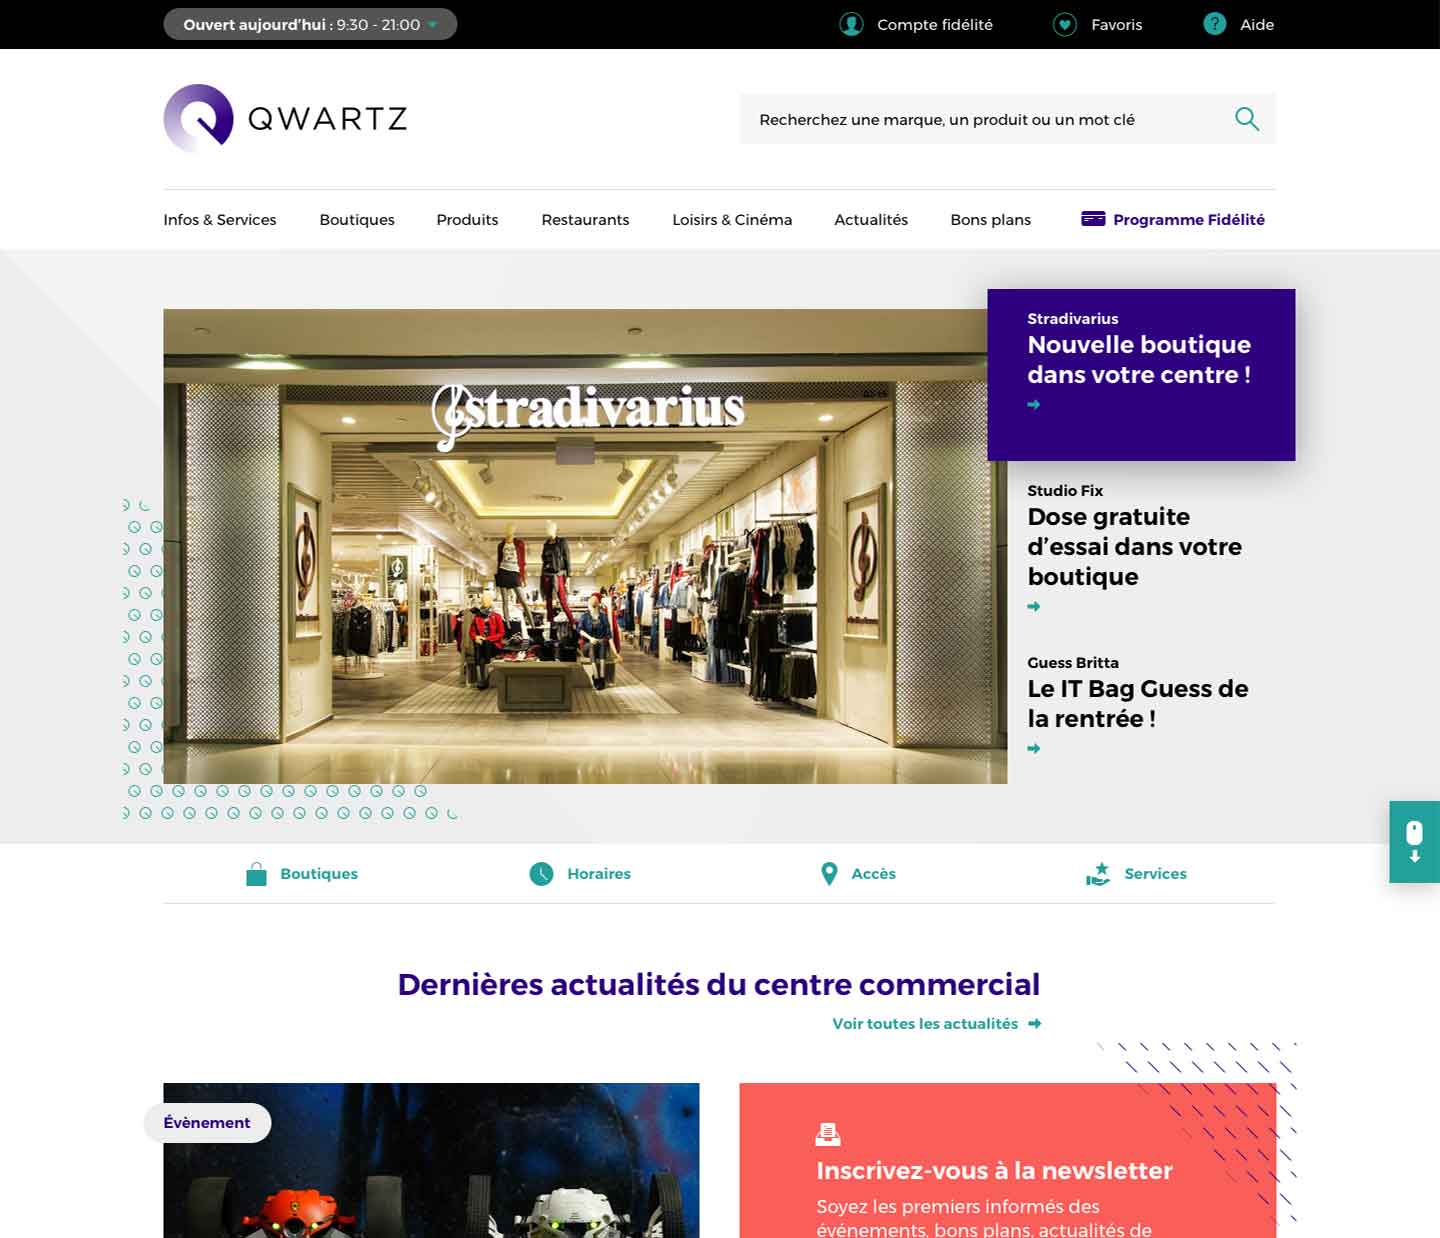 Ouvert aujourd'hui : 9:30 - 21:00
Compte fidélité
Favoris
Aide
QWARTZ
Recherchez une marque, un produit ou un mot clé
Infos & Services
Boutiques
Produits
Restaurants
Loisirs & Cinéma
Actualités
Bons plans
Programme Fidélité
stradivarius
Stradivarius
Nouvelle boutique
dans votre centre !
Studio Fix
Dose gratuite
d’essai dans votre
boutique
Guess Britta
Le IT Bag Guess de
la rentrée !
Boutiques
Horaires
Accès
Services
Dernières actualités du centre commercial
Voir toutes les actualités
Évènement
Inscrivez-vous à la newsletter
Soyez les premiers informés des
événements, bons plans, actualités de